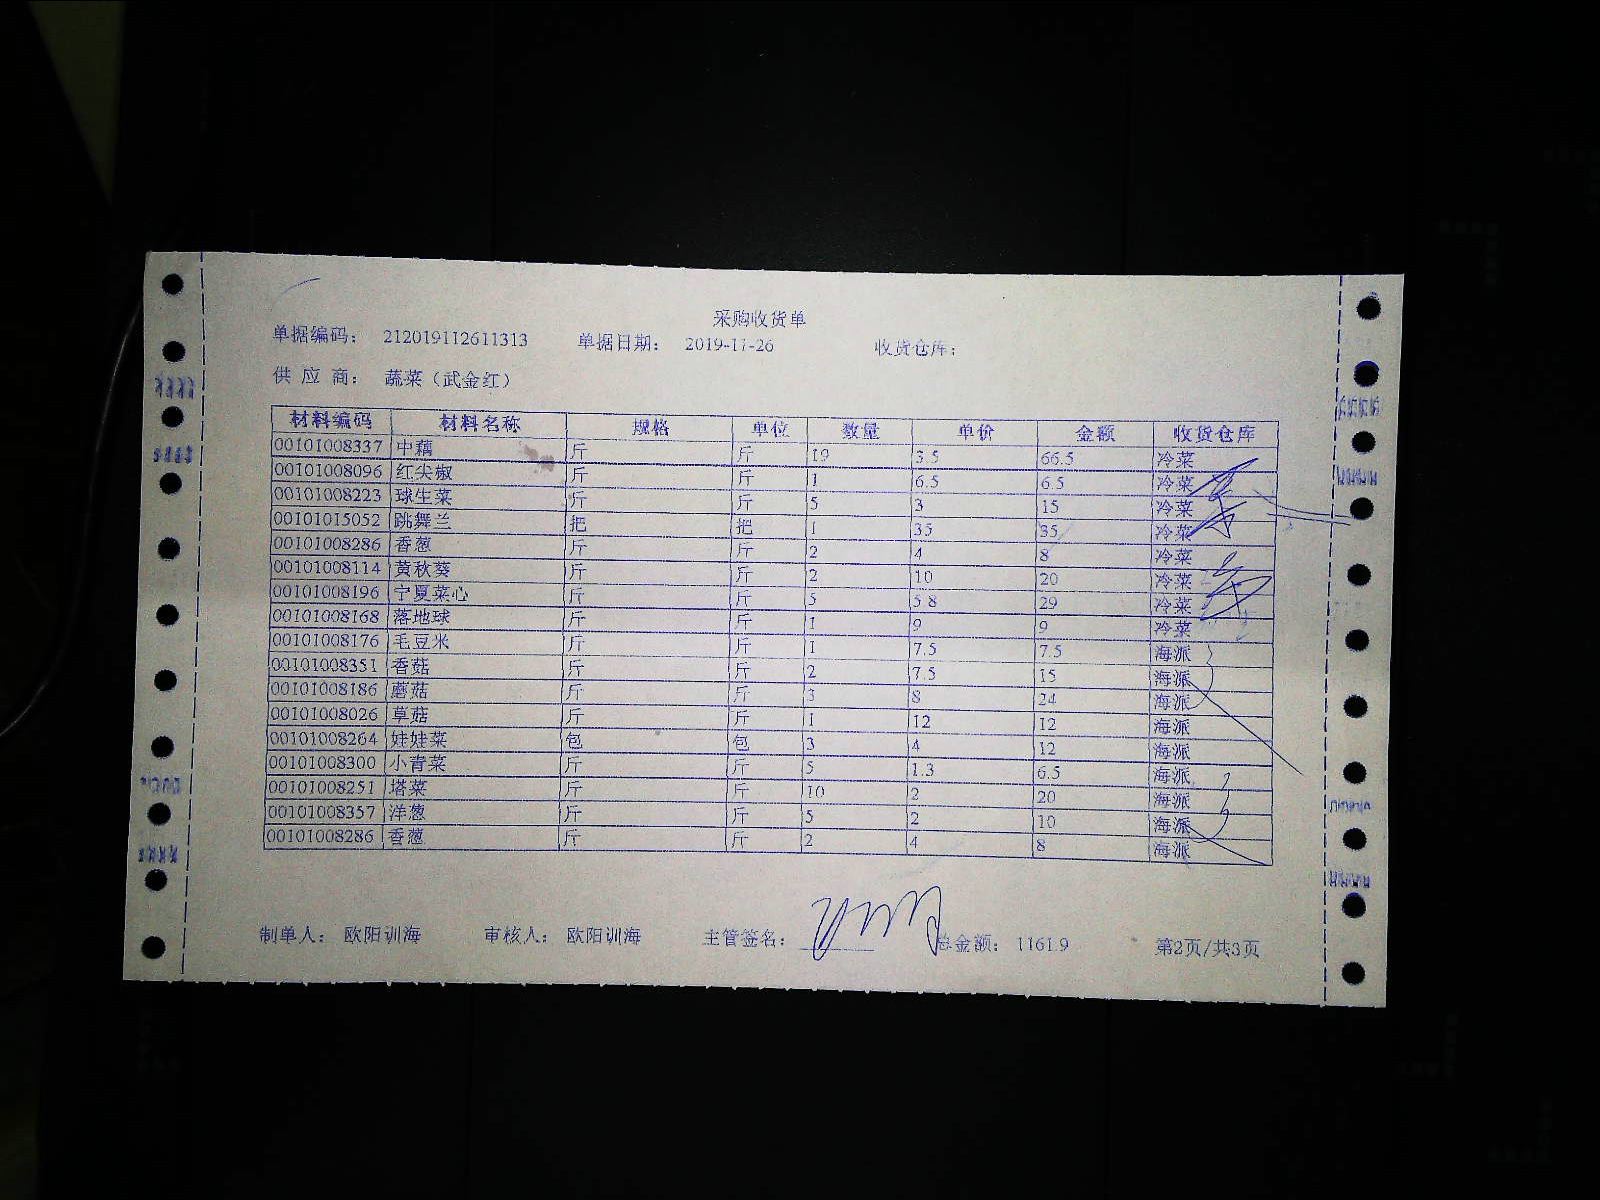 采购收货单
单据编码： 212019112611313 单据日期： 2019-11-26 收货仓库：
供 应 商： 蔬菜（武金红）
材料编码 材料名称 规格 单位 数量 单价 金额 收货仓库
00101008337 中藕 斤 斤 19 3.5 66.5 冷菜
00101008096 红尖椒 斤 斤 1 6.5 6.5 冷菜
00101008223 球生菜 斤 斤 5 3 15 冷菜
00101015052 跳舞兰 把 把 1 35 35 冷菜
00101008286 香葱 斤 斤 2 4 8 冷菜
00101008114 黄秋葵 斤 斤 2 10 20 冷菜
00101008196 宁夏菜心 斤 斤 5 5.8 29 冷菜
00101008168 落地球 斤 斤 1 9 9 冷菜
00101008176 毛豆米 斤 斤 1 7.5 7.5 海派
00101008351 香菇 斤 斤 2 7.5 15 海派
00101008186 蘑菇 斤 斤 3 8 24 海派
00101008026 草菇 斤 斤 1 12 12 海派
00101008264 娃娃菜 包 包 3 4 12 海派
00101008300 小青菜 斤 斤 5 1.3 6.5 海派
00101008251 塔菜 斤 斤 10 2 20 海派
00101008357 洋葱 斤 斤 5 2 10 海派
00101008286 香葱 斤 斤 2 4 8 海派
制单人： 欧阳训海 审核人： 欧阳训海 主管签名： 总金额： 1161.9 第2页/共3页